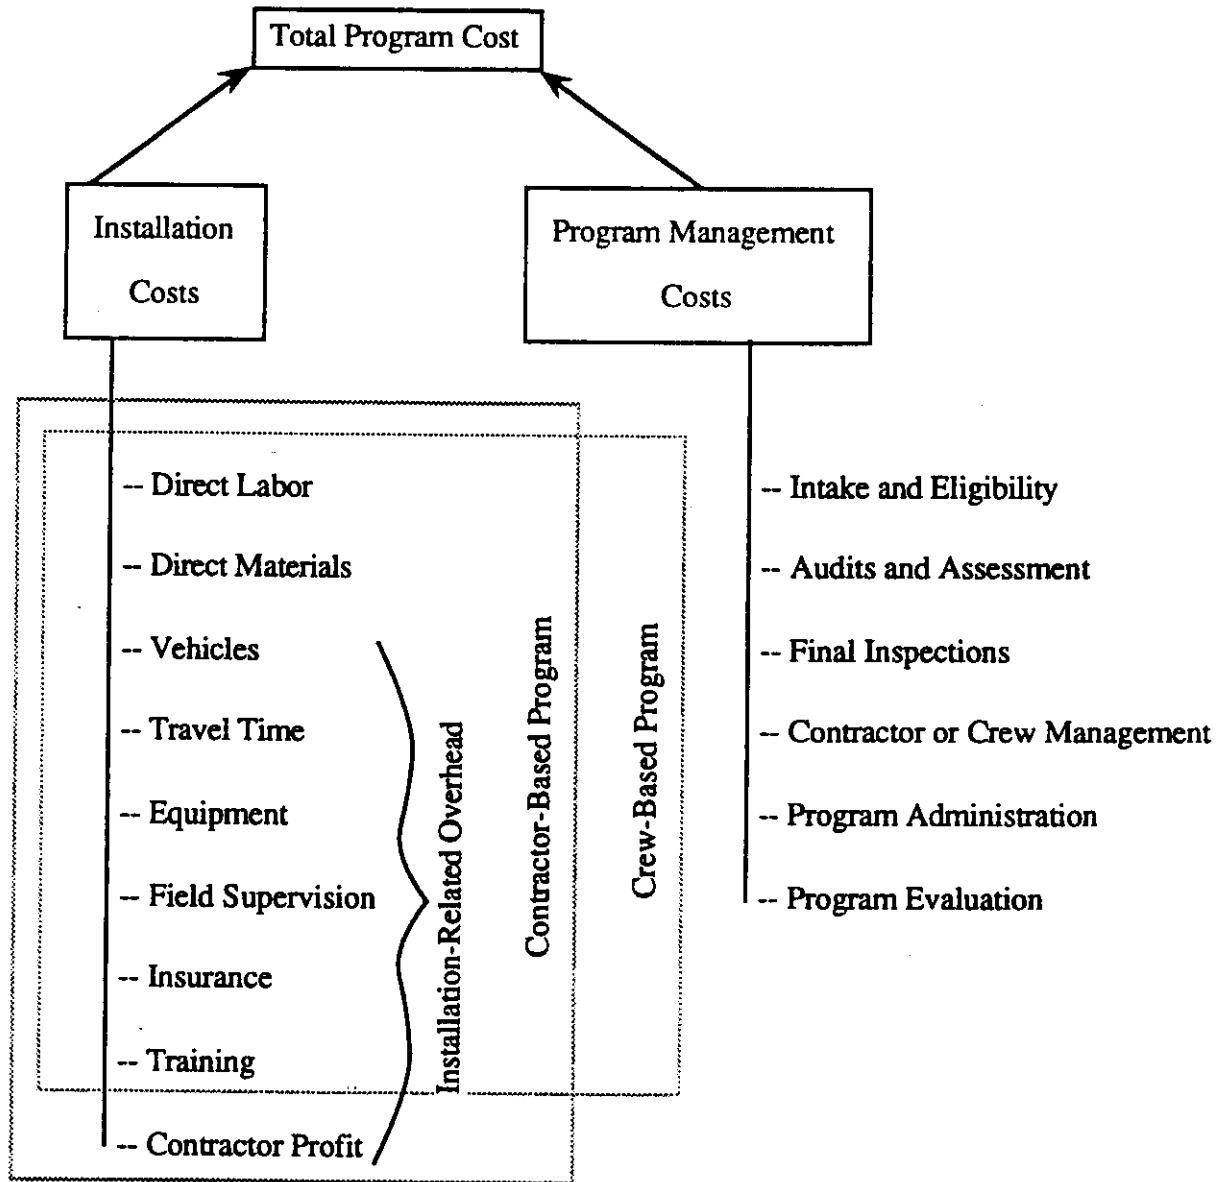 Total Program Cost
Installation
Costs
Program Management
Costs
-- Direct Labor
-- Direct Materials
-- Vehicles
-- Travel Time
-- Equipment
-- Field Supervision
-- Insurance
-- Training
-- Contractor Profit
Installation-Related Overhead
Contractor-Based Program
Crew-Based Program
-- Intake and Eligibility
-- Audits and Assessment
-- Final Inspections
-- Contractor or Crew Management
-- Program Administration
-- Program Evaluation